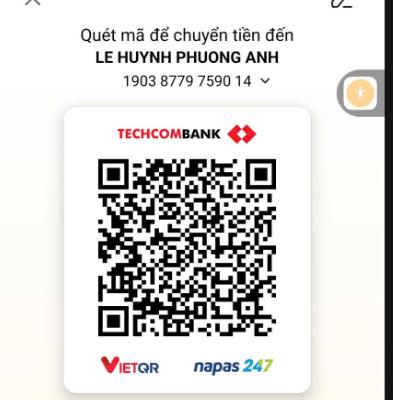 Quét mã để chuyển tiền đến
LE HUYNH PHUONG ANH
1903 8779 7590 14
TECHCOMBANK
VIETQR
napas 247